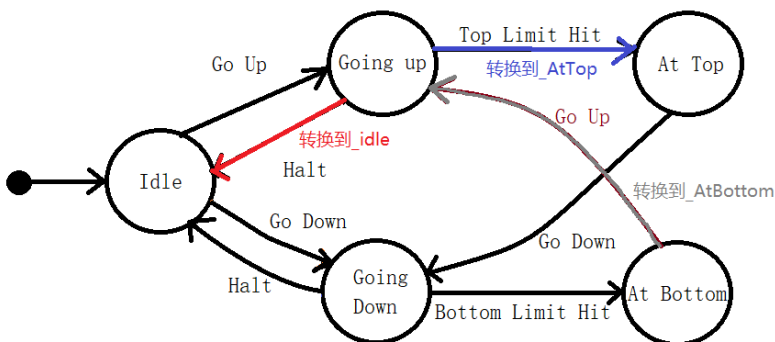 Top Limit Hit
Go Up
Going up
转换到_AtTop
At Top
Go Up
转换到_idle
Halt
Idle
转换到_AtBottom
Go Down
Go Down
Halt
Going
Down
At Bottom
Bottom Limit Hit